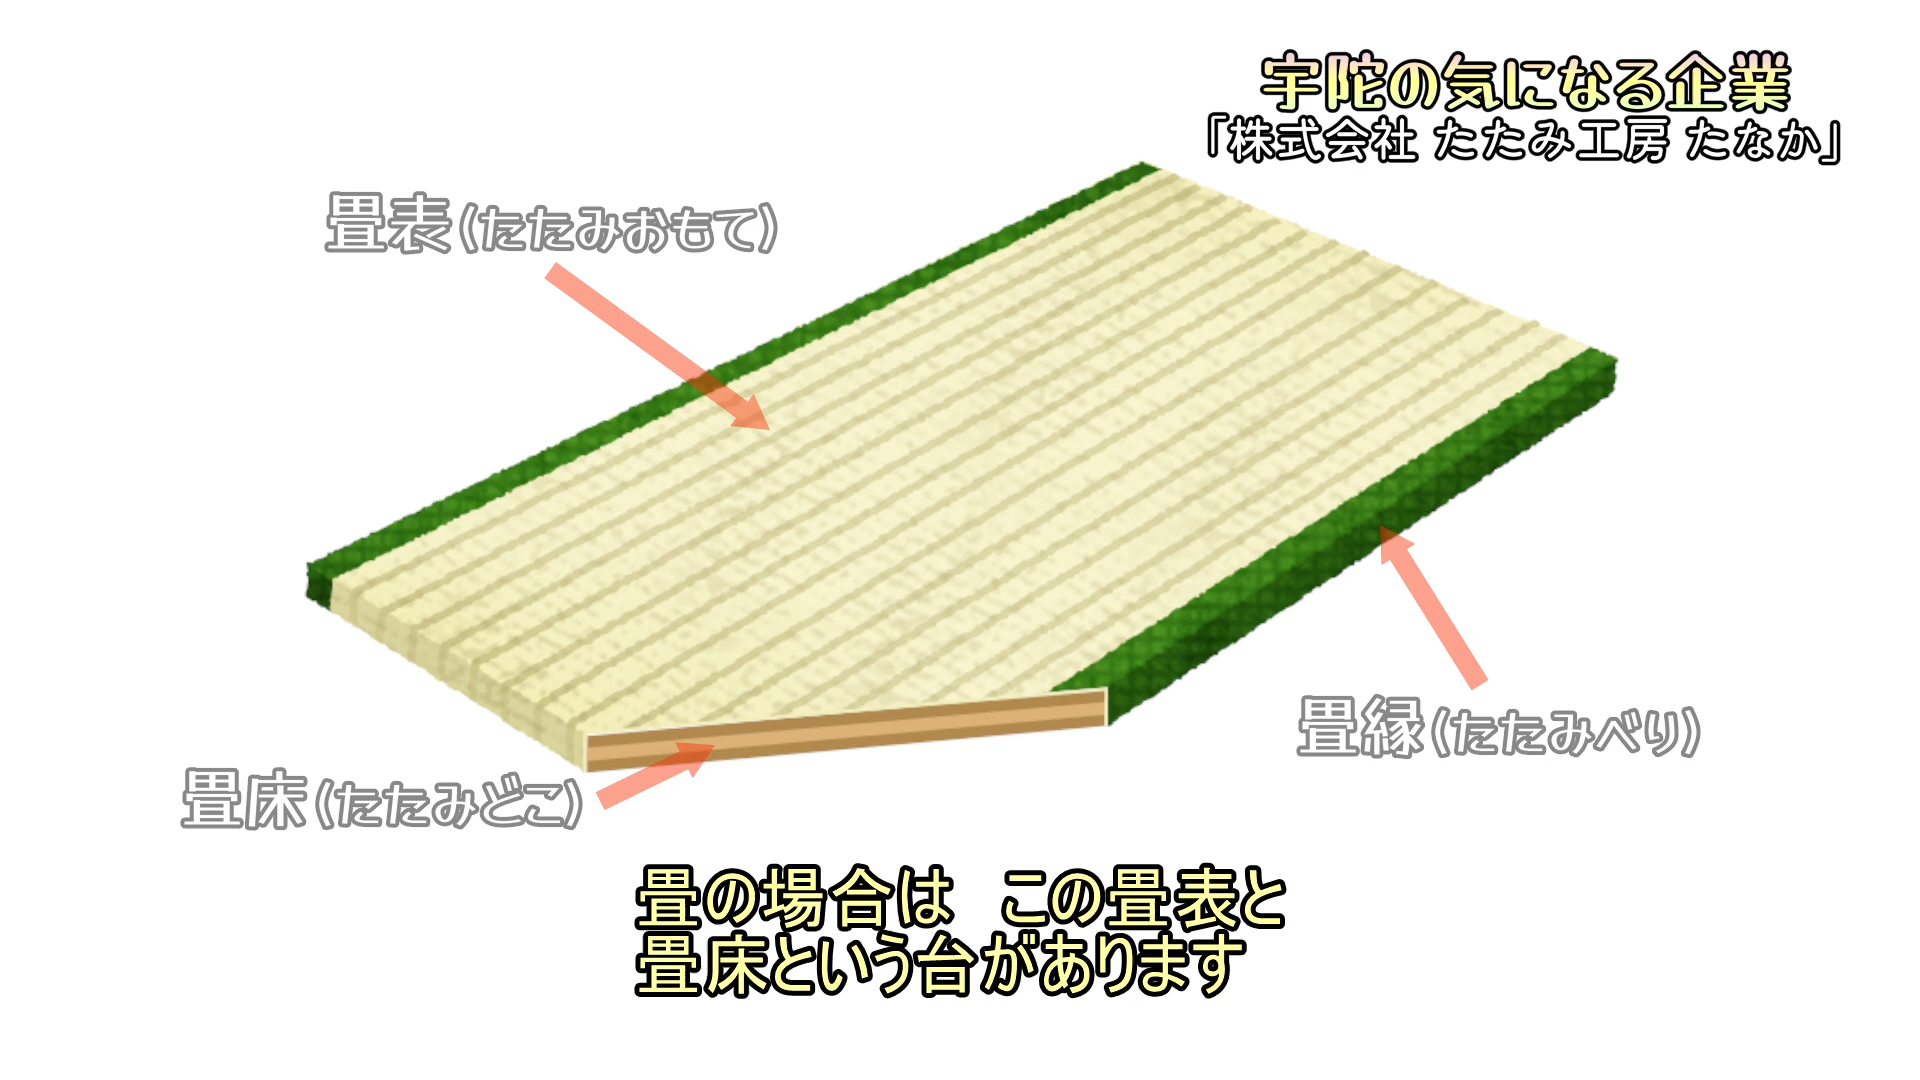 宇陀の気になる企業
「株式会社 たたみ工房 たなか」
畳表(たたみおもて)
畳縁(たたみべり)
畳床(たたみどこ)
畳の場合は　この畳表と
畳床という台があります